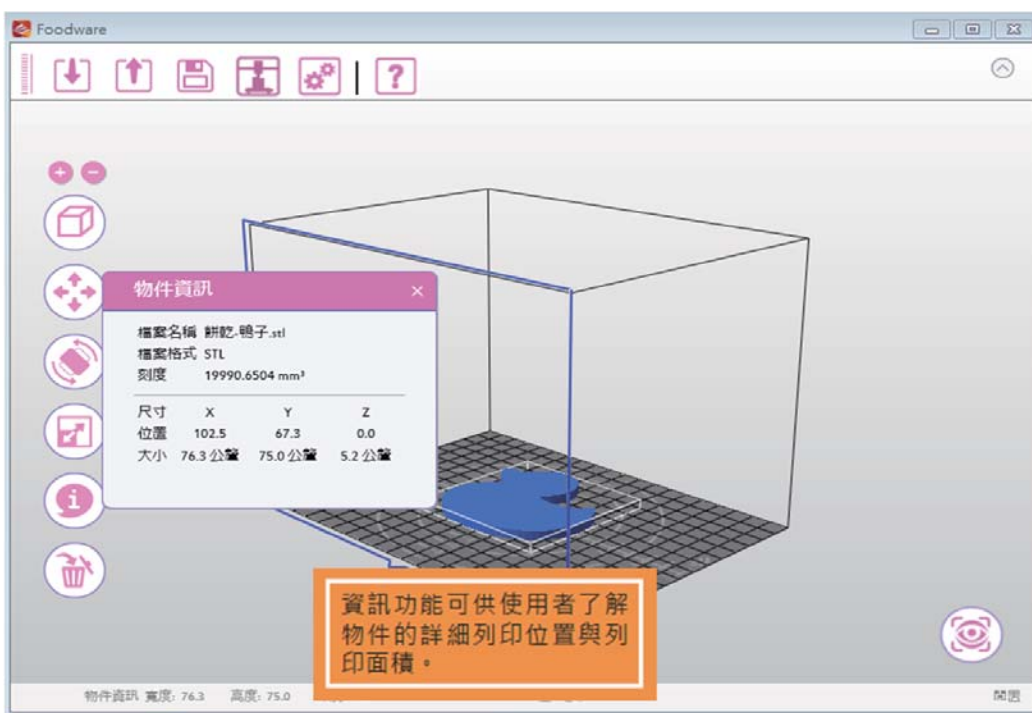 Foodware
?
物件資訊 ×
檔案名稱 餅乾-鴨子.stl
檔案格式 STL
刻度 19990.6504 mm³
尺寸 X Y Z
位置 102.5 67.3 0.0
大小 76.3 公釐 75.0 公釐 5.2 公釐
i
資訊功能可供使用者了解
物件的詳細列印位置與列
印面積。
物件資訊 寬度: 76.3 高度: 75.0